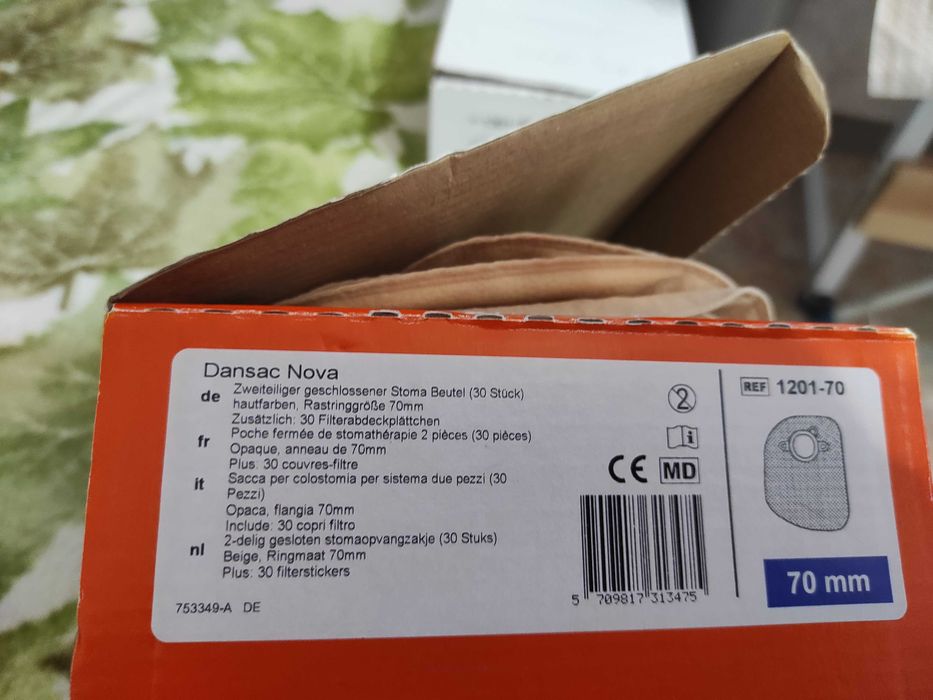 Dansac Nova
de Zweiteiliger geschlossener Stoma Beutel (30 Stück)
hautfarben, Rastringgröße 70mm
Zusätzlich: 30 Filterabdeckplättchen
fr Poche fermée de stomathérapie 2 pièces (30 pièces)
Opaque, anneau de 70mm
Plus: 30 couvres-filtre
it Sacca per colostomia per sistema due pezzi (30
Pezzi)
Opaca, flangia 70mm
Include: 30 copri filtro
nl 2-delig gesloten stomaopvangzakje (30 Stuks)
Beige, Ringmaat 70mm
Plus: 30 filterstickers
753349-A DE
2
i
CE MD
5 709817 313475
REF 1201-70
70 mm